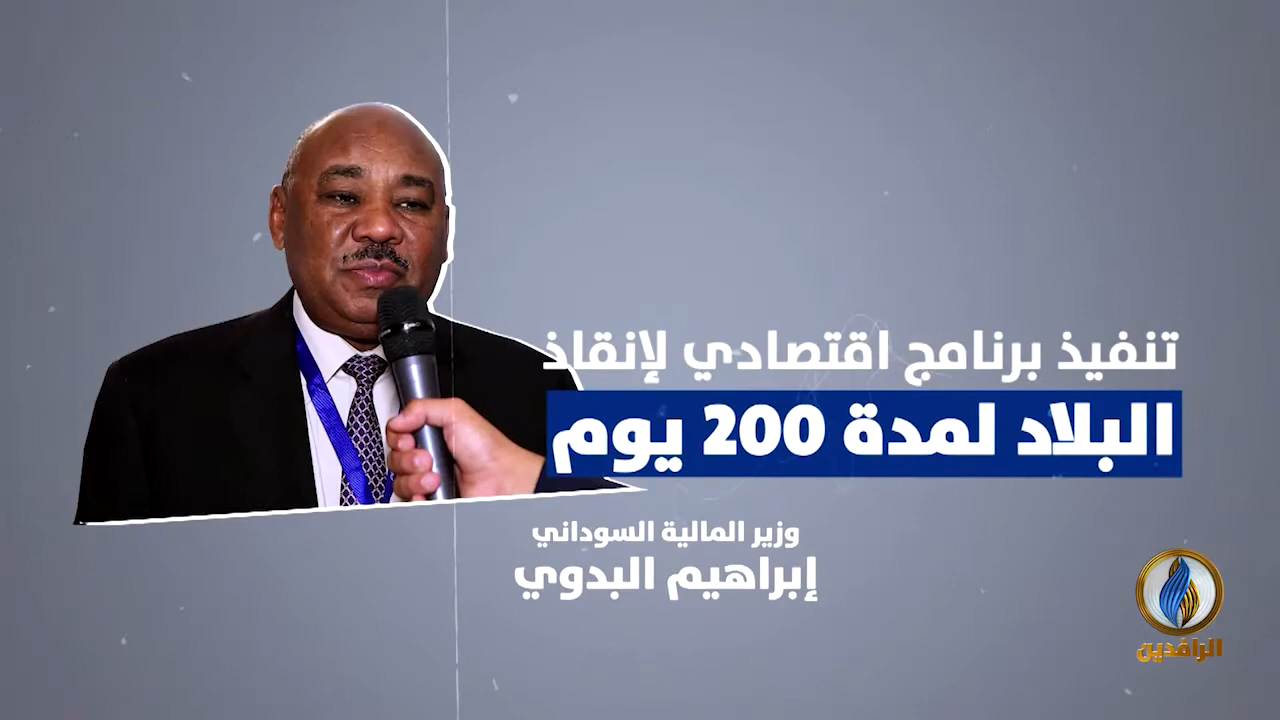 تنفيذ برنامج اقتصادي لإنقاذ
البلاد لمدة 200 يوم
وزير المالية السوداني
إبراهيم البدوي
الرافدين